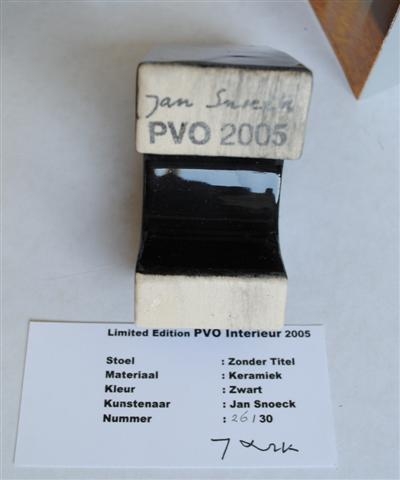 Jan Snoeck
PVO 2005
Limited Edition PVO Interieur 2005
Stoel : Zonder Titel
Materiaal : Keramiek
Kleur : Zwart
Kunstenaar : Jan Snoeck
Nummer : 26/30